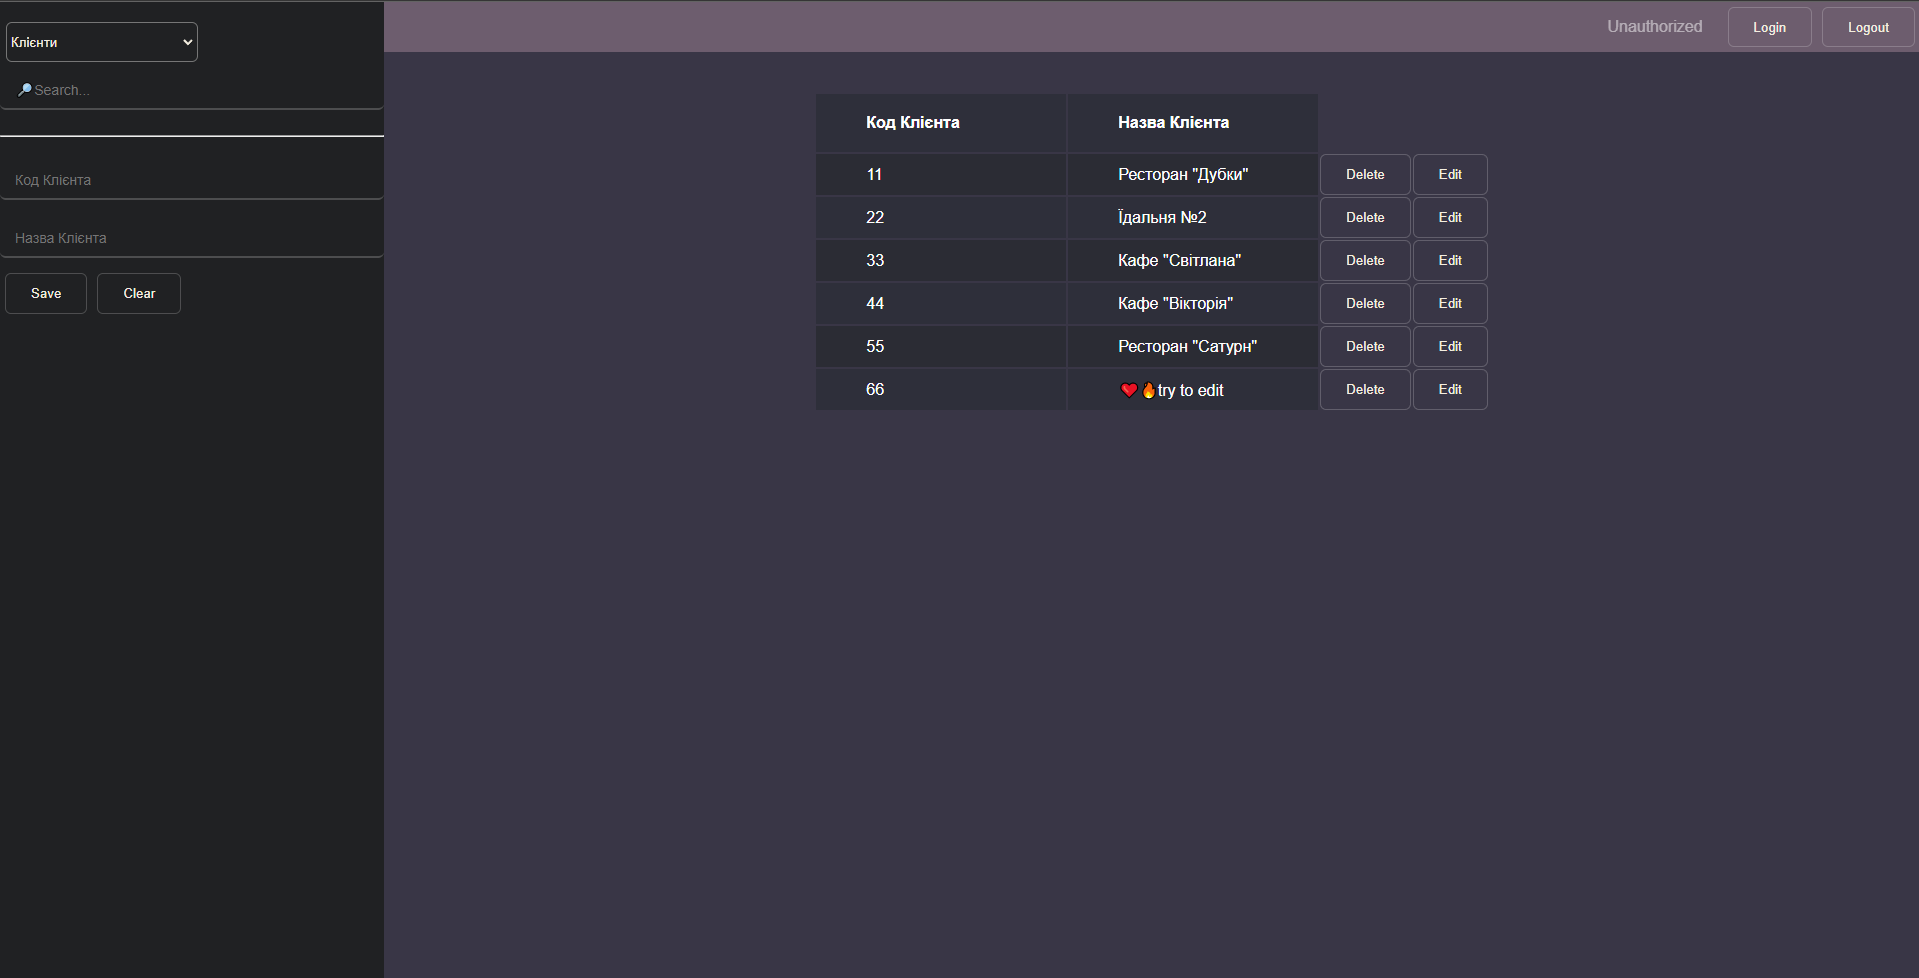 Клієнти
🔎Search...
Код Клієнта
Назва Клієнта
Save Clear
Unauthorized Login Logout
Код Клієнта Назва Клієнта
11 Ресторан "Дубки" Delete Edit
22 Їдальня №2 Delete Edit
33 Кафе "Світлана" Delete Edit
44 Кафе "Вікторія" Delete Edit
55 Ресторан "Сатурн" Delete Edit
66 ❤️🔥try to edit Delete Edit